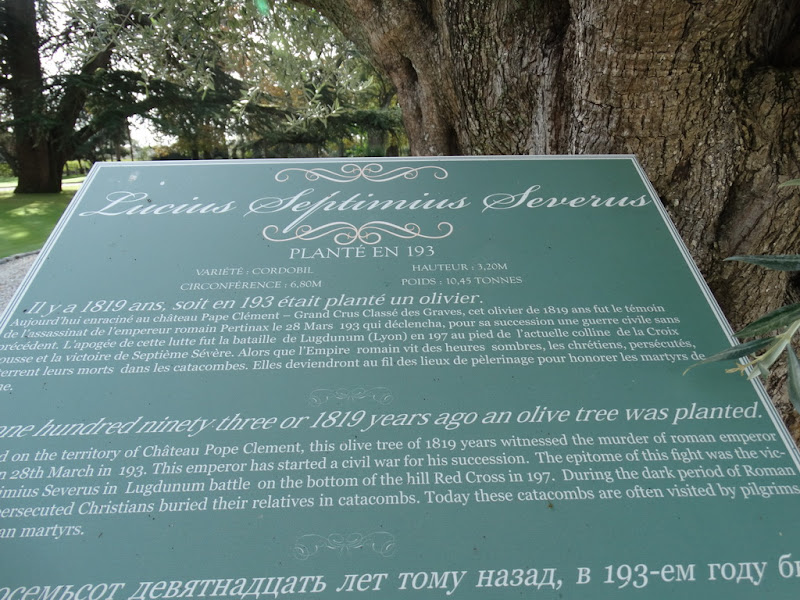 Lucius Septimius Severus
PLANTÉ EN 193
VARIÉTÉ : CORDOBIL
HAUTEUR : 3,20M
CIRCONFÉRENCE : 6,80M
POIDS : 10,45 TONNES
Il y a 1819 ans, soit en 193 était planté un olivier.
Aujourd'hui enraciné au château Pape Clément – Grand Crus Classé des Graves, cet olivier de 1819 ans fut le témoin
de l'assassinat de l'empereur romain Pertinax le 28 Mars 193 qui déclencha, pour sa succession une guerre civile sans
précédent. L'apogée de cette lutte fut la bataille de Lugdunum (Lyon) en 197 au pied de l'actuelle colline de la Croix
ousse et la victoire de Septième Sévère. Alors que l'Empire romain vit des heures sombres, les chrétiens, persécutés,
terrent leurs morts dans les catacombes. Elles deviendront au fil des lieux de pèlerinage pour honorer les martyrs de
ne.
ne hundred ninety three or 1819 years ago an olive tree was planted.
d on the territory of Château Pope Clement, this olive tree of 1819 years witnessed the murder of roman emperor
n 28th March in 193. This emperor has started a civil war for his succession. The epitome of this fight was the vic-
timius Severus in Lugdunum battle on the bottom of the hill Red Cross in 197. During the dark period of Roman
persecuted Christians buried their relatives in catacombs. Today these catacombs are often visited by pilgrims
an martyrs.
осемьсот девятнадцать лет тому назад, в 193-ем году бы